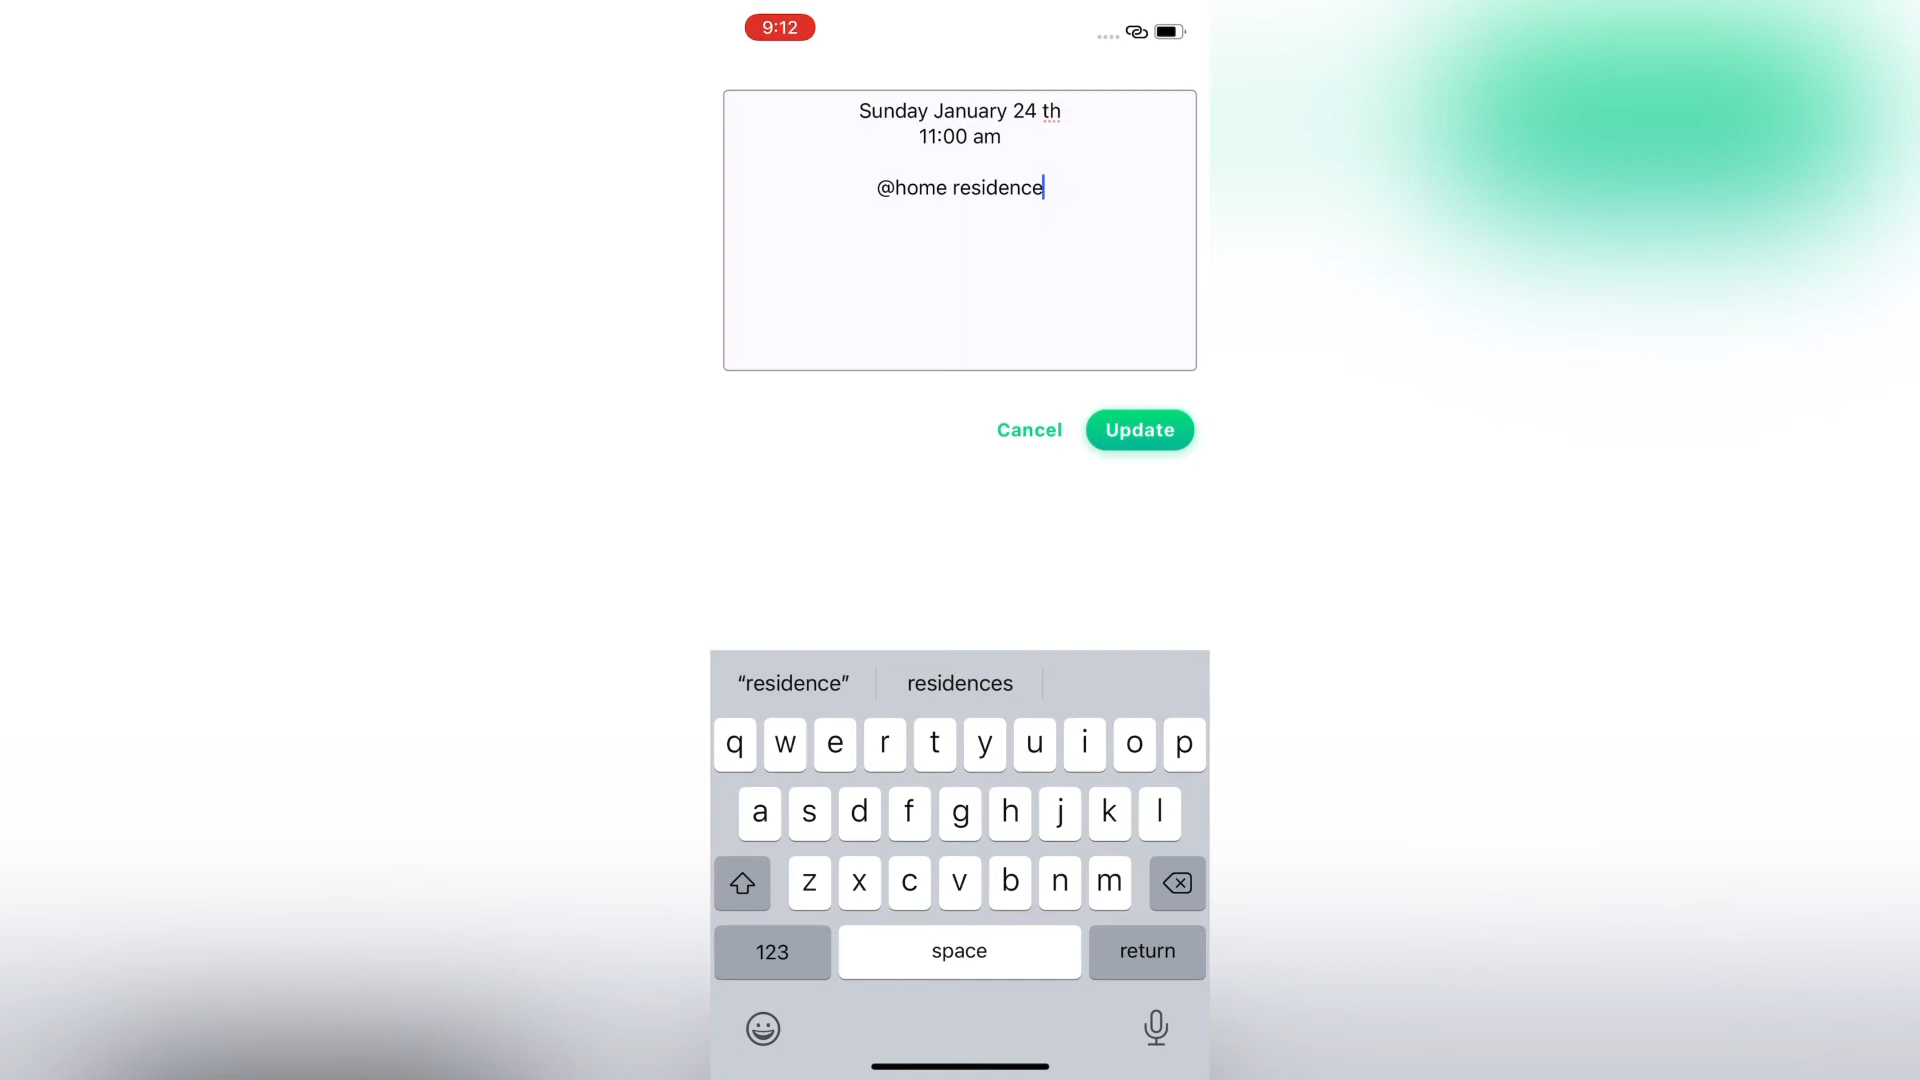 9:12
Sunday January 24 th
11:00 am
@home residence
Cancel
Update
“residence”
residences
q w e r t y u i o p
a s d f g h j k l
z x c v b n m
123
space
return